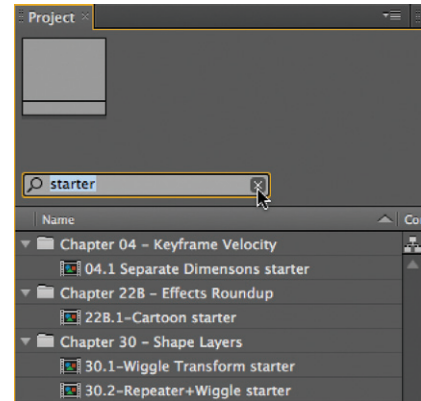 Project
starter
Name
Co
Chapter 04 – Keyframe Velocity
04.1 Separate Dimensons starter
Chapter 22B – Effects Roundup
22B.1-Cartoon starter
Chapter 30 – Shape Layers
30.1-Wiggle Transform starter
30.2-Repeater+Wiggle starter